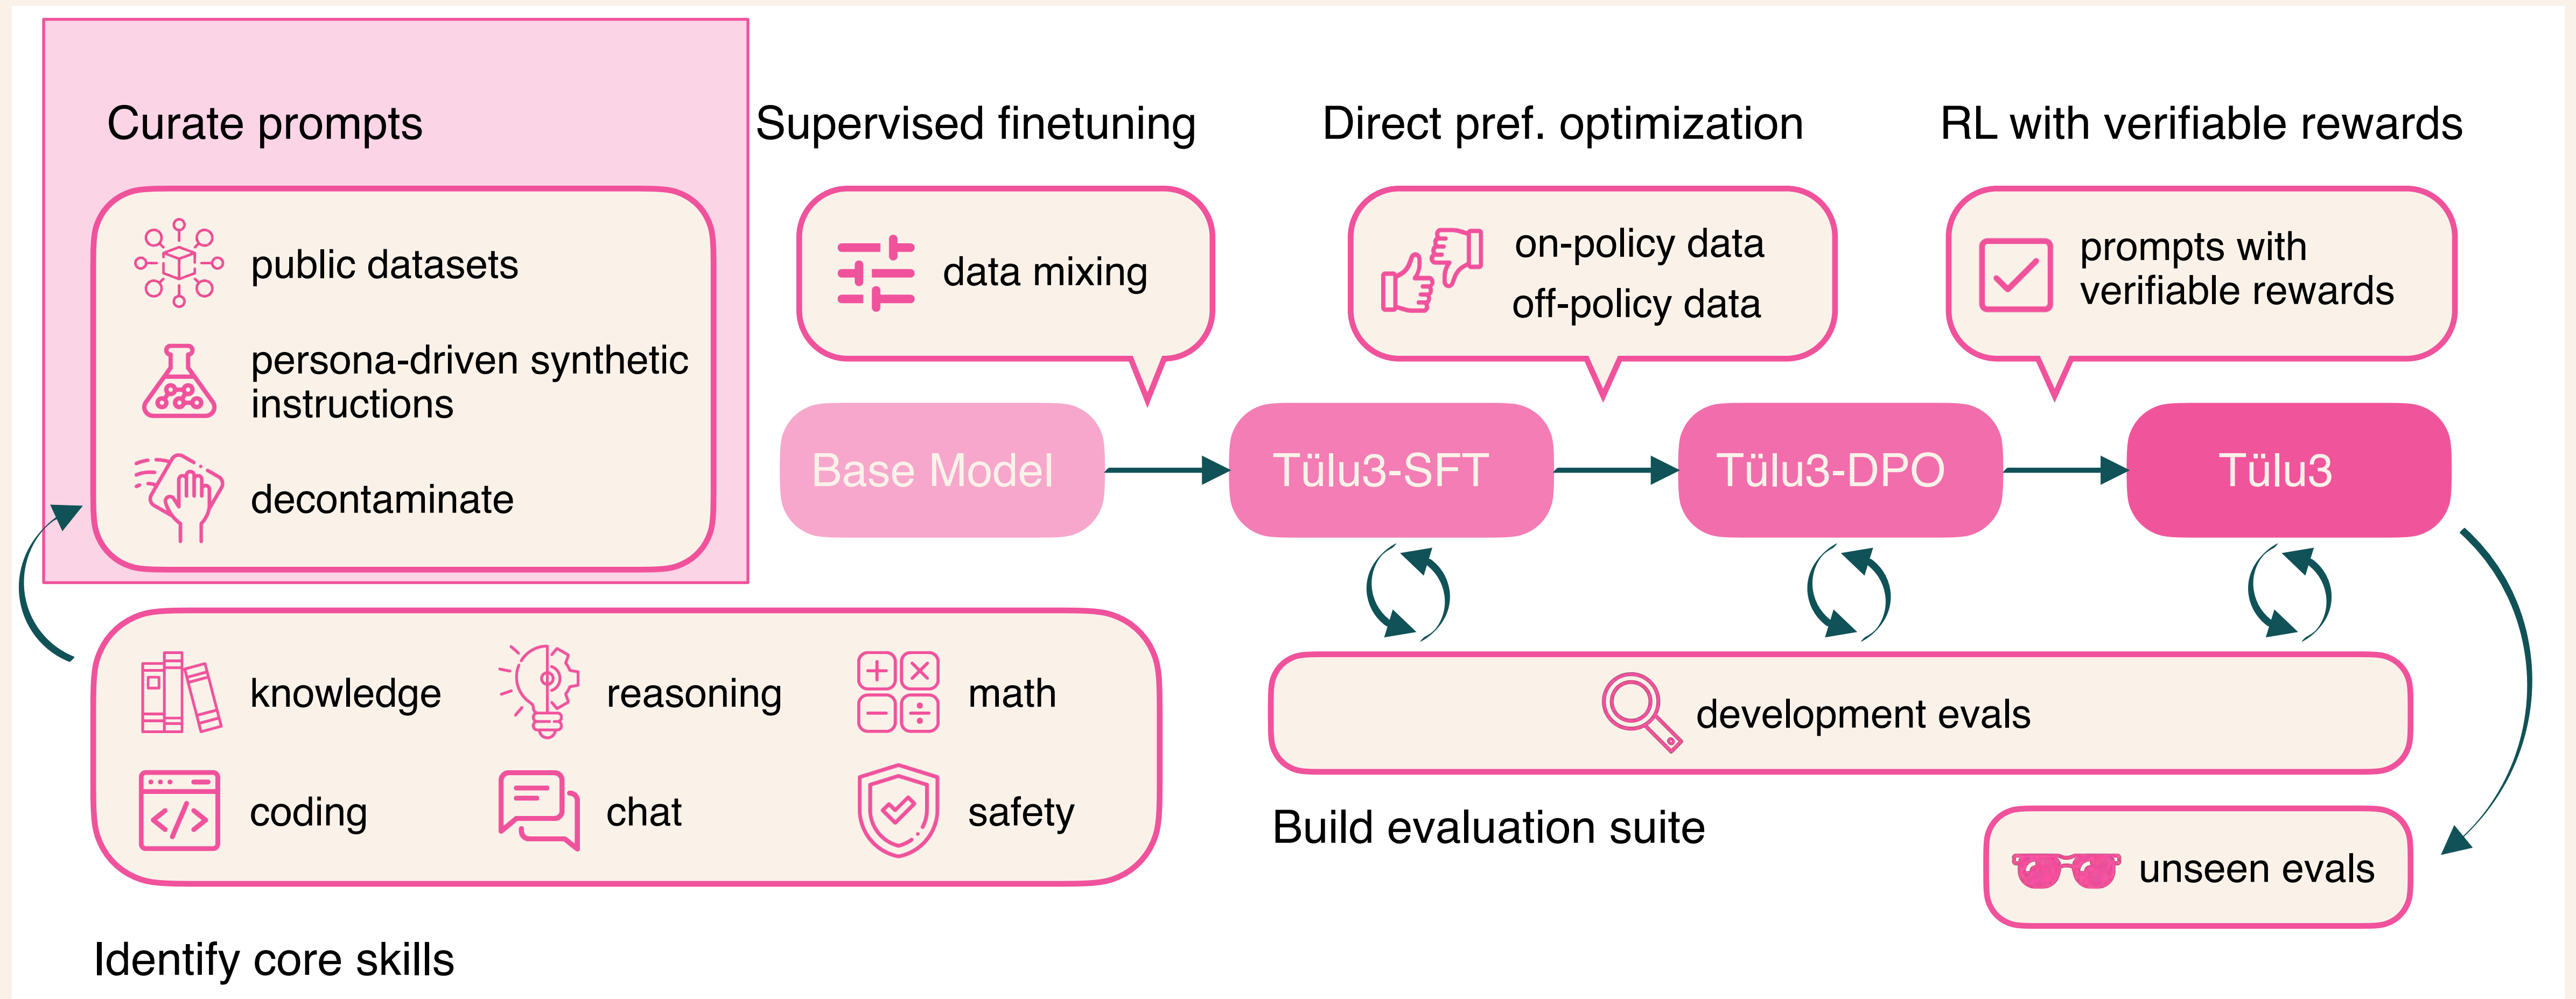 Curate prompts
public datasets
persona-driven synthetic
instructions
decontaminate
Supervised finetuning
data mixing
Direct pref. optimization
on-policy data
off-policy data
RL with verifiable rewards
prompts with
verifiable rewards
Base Model
Tülu3-SFT
Tülu3-DPO
Tülu3
knowledge
reasoning
math
coding
chat
safety
Identify core skills
development evals
Build evaluation suite
unseen evals